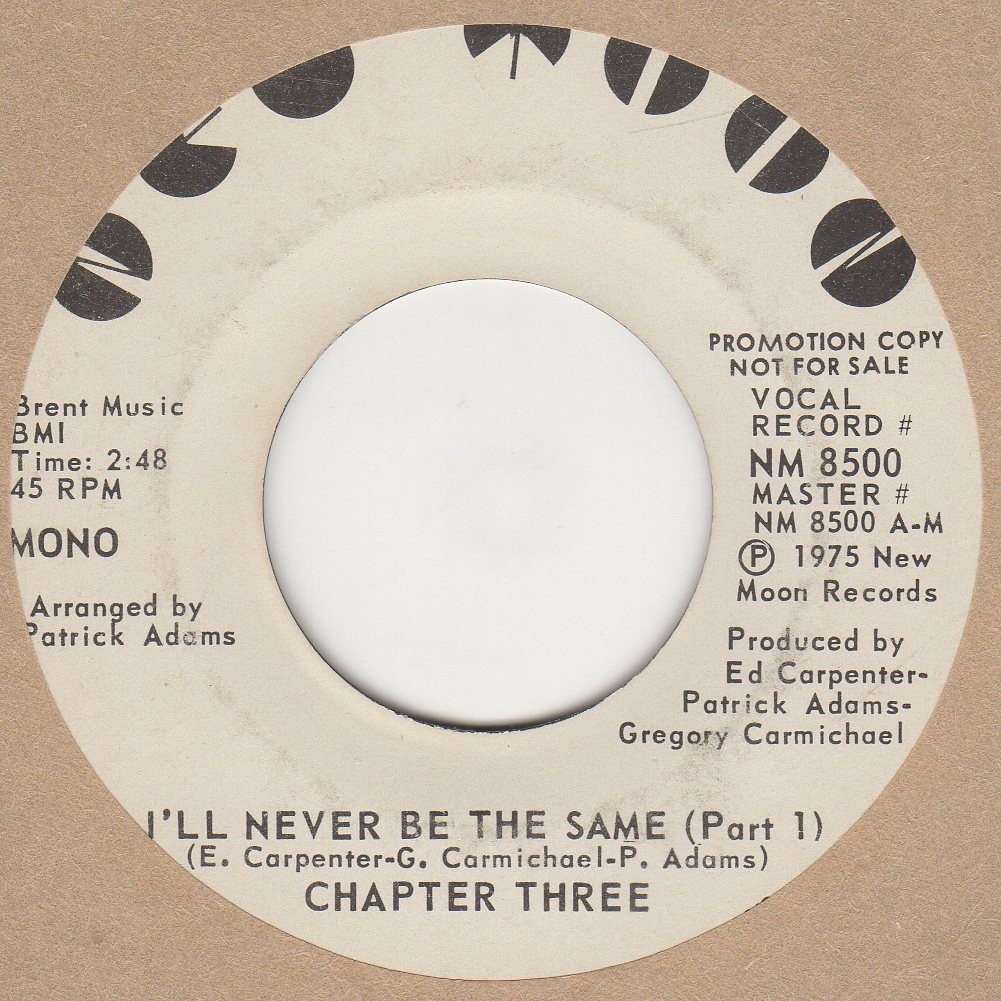 NEW MOON
PROMOTION COPY
NOT FOR SALE
VOCAL
RECORD #
NM 8500
MASTER #
NM 8500 A-M
Ⓟ 1975 New
Moon Records
Produced by
Ed Carpenter-
Patrick Adams-
Gregory Carmichael
Brent Music
BMI
Time: 2:48
45 RPM
MONO
Arranged by
Patrick Adams
I'LL NEVER BE THE SAME (Part 1)
(E. Carpenter-G. Carmichael-P. Adams)
CHAPTER THREE